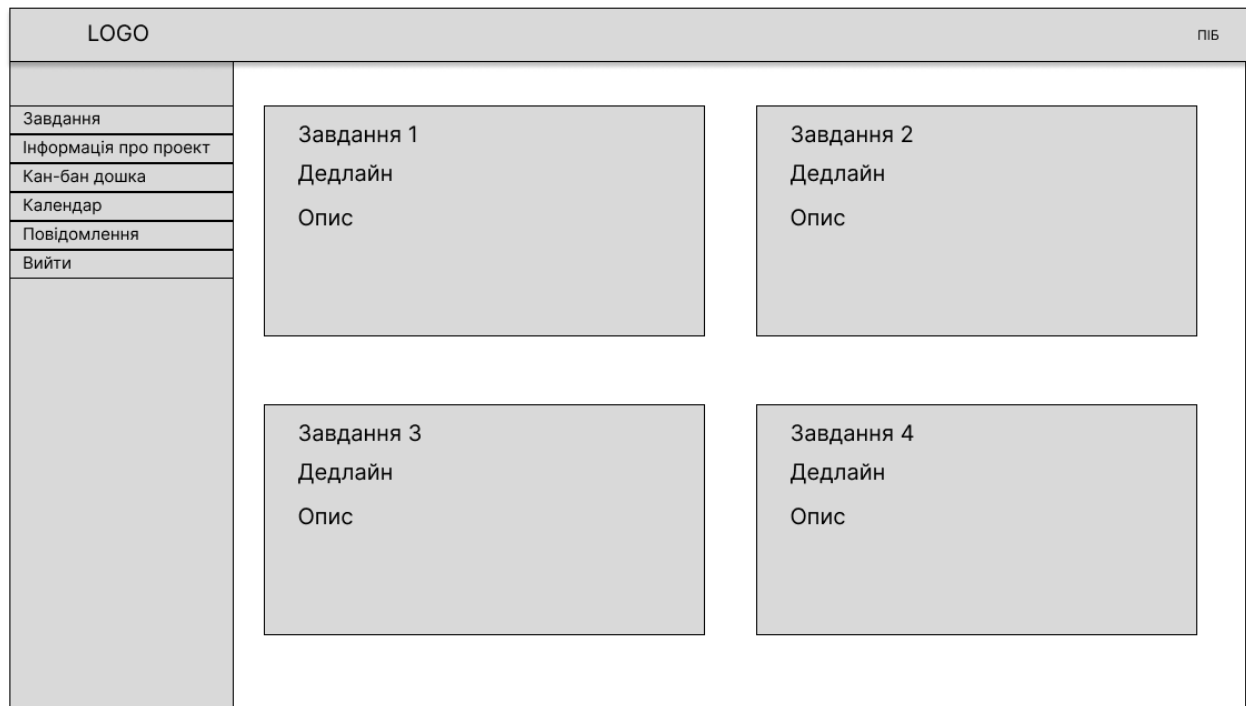 LOGO
ПІБ
Завдання
Інформація про проект
Кан-бан дошка
Календар
Повідомлення
Вийти
Завдання 1
Дедлайн
Опис
Завдання 2
Дедлайн
Опис
Завдання 3
Дедлайн
Опис
Завдання 4
Дедлайн
Опис